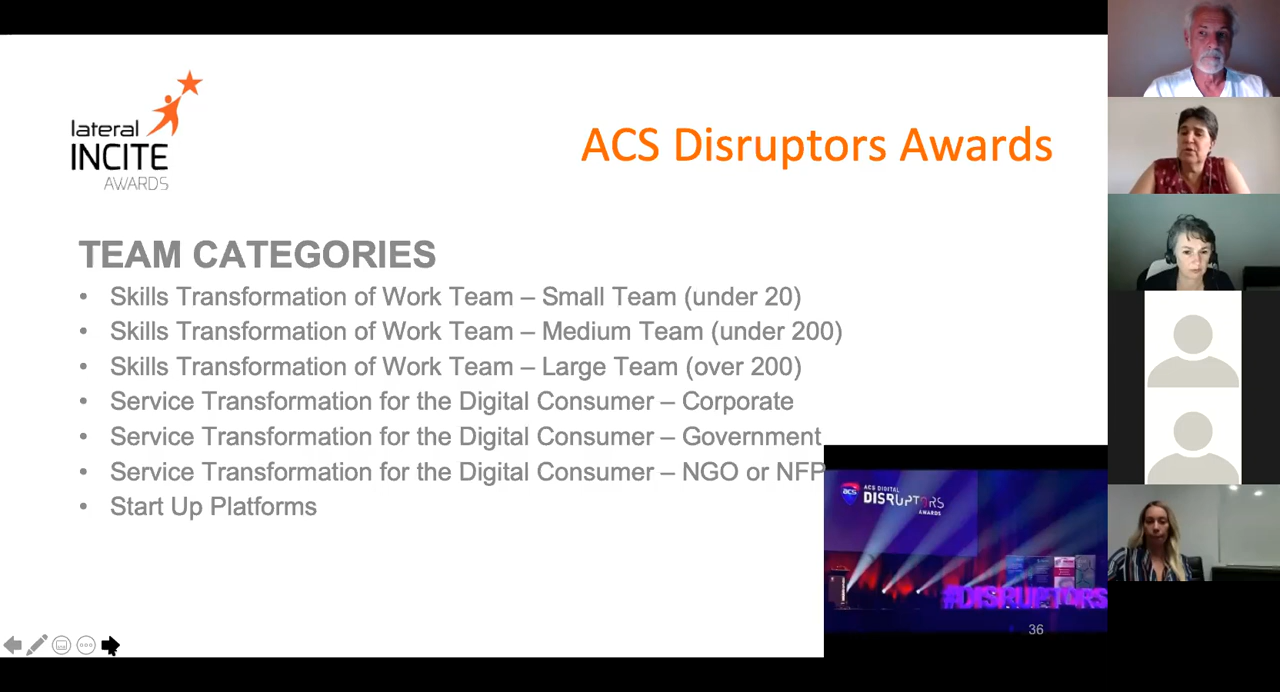 lateral
INCITE
AWARDS
ACS Disruptors Awards
TEAM CATEGORIES
• Skills Transformation of Work Team – Small Team (under 20)
• Skills Transformation of Work Team – Medium Team (under 200)
• Skills Transformation of Work Team – Large Team (over 200)
• Service Transformation for the Digital Consumer – Corporate
• Service Transformation for the Digital Consumer – Government
• Service Transformation for the Digital Consumer – NGO or NFP
• Start Up Platforms
acs
ACS DIGITAL
DISRUPTORS
AWARDS
#DISRUPTORS
36